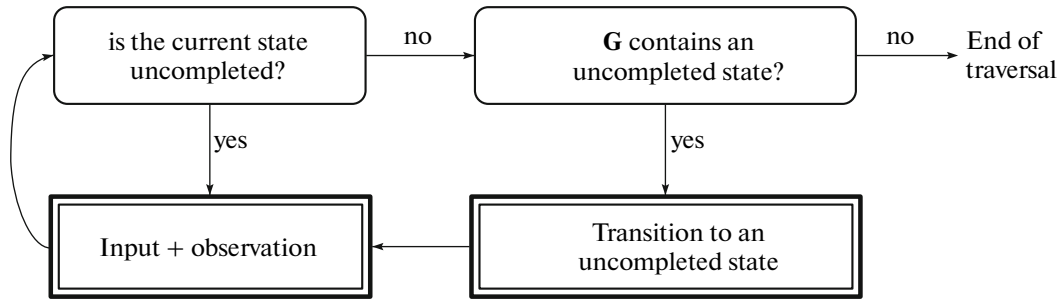 is the current state
uncompleted?
no
G contains an
uncompleted state?
no
End of
traversal
yes
yes
Input + observation
Transition to an
uncompleted state